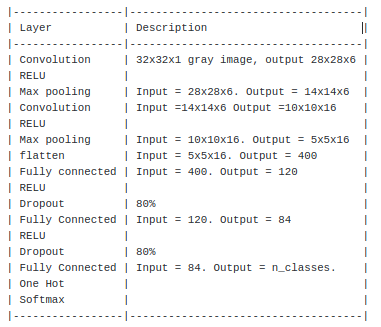 |-----------------|-----------------------------------|
| Layer | Description |
|-----------------|-----------------------------------|
| Convolution | 32x32x1 gray image, output 28x28x6 |
| RELU | |
| Max pooling | Input = 28x28x6. Output = 14x14x6 |
| Convolution | Input =14x14x6 Output =10x10x16 |
| RELU | |
| Max pooling | Input = 10x10x16. Output = 5x5x16 |
| flatten | Input = 5x5x16. Output = 400 |
| Fully connected | Input = 400. Output = 120 |
| RELU | |
| Dropout | 80% |
| Fully Connected | Input = 120. Output = 84 |
| RELU | |
| Dropout | 80% |
| Fully Connected | Input = 84. Output = n_classes. |
| One Hot | |
| Softmax | |
|-----------------|-----------------------------------|